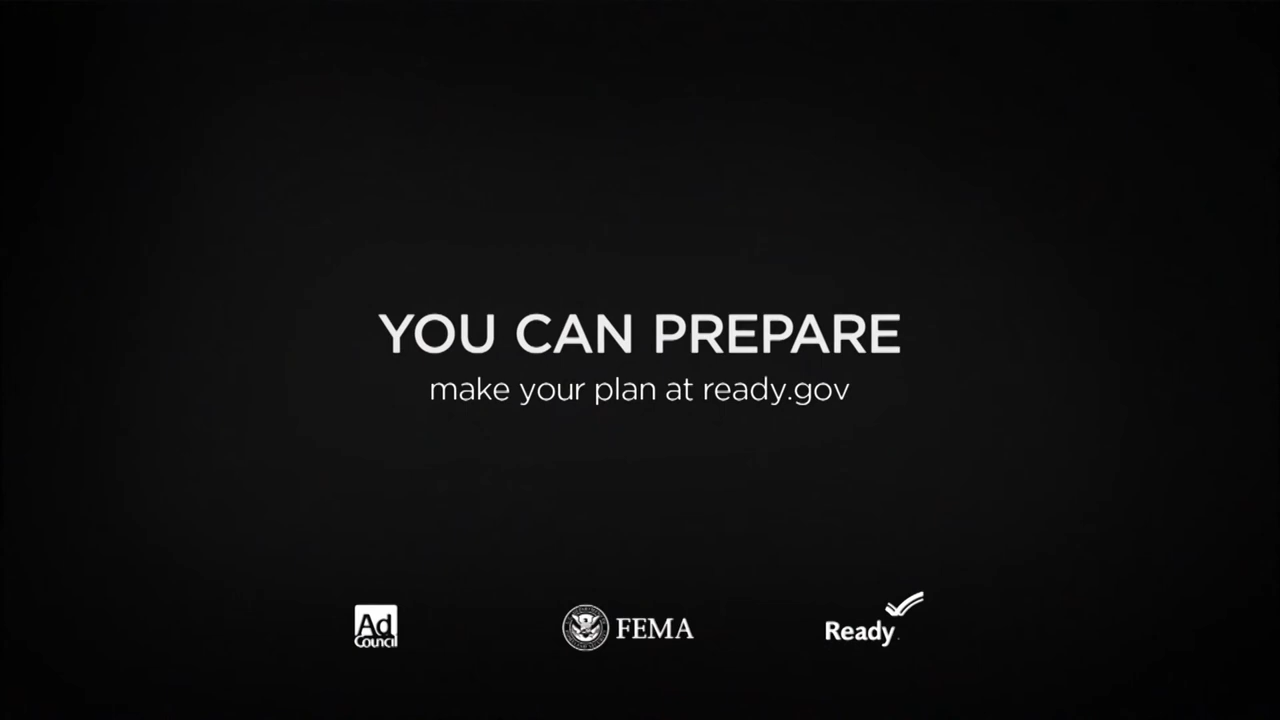 YOU CAN PREPARE
make your plan at ready.gov
Ad Council
FEMA
Ready